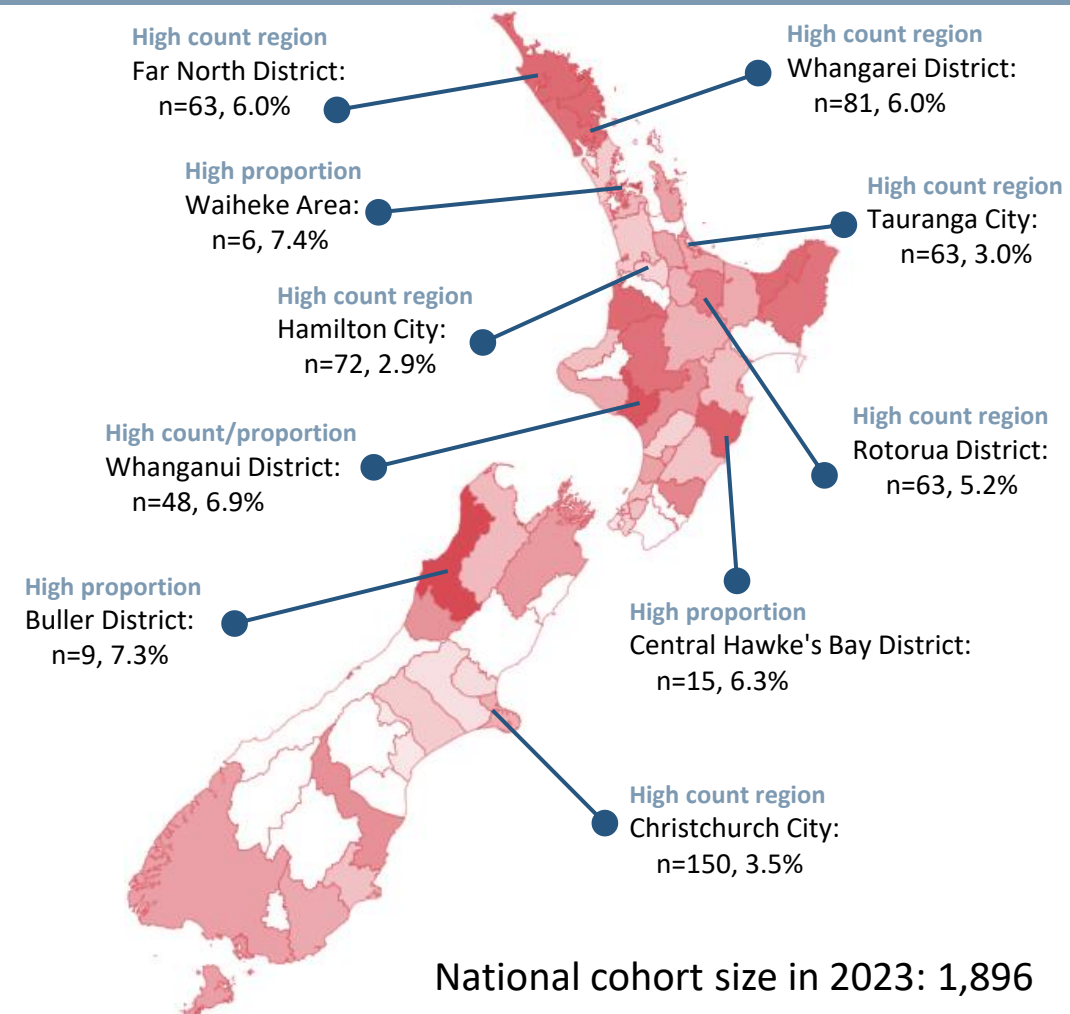 High count region
Far North District:
n=63, 6.0%
High count region
Whangarei District:
n=81, 6.0%
High proportion
Waiheke Area:
n=6, 7.4%
High count region
Tauranga City:
n=63, 3.0%
High count region
Hamilton City:
n=72, 2.9%
High count/proportion
Whanganui District:
n=48, 6.9%
High count region
Rotorua District:
n=63, 5.2%
High proportion
Buller District:
n=9, 7.3%
High proportion
Central Hawke's Bay District:
n=15, 6.3%
High count region
Christchurch City:
n=150, 3.5%
National cohort size in 2023: 1,896